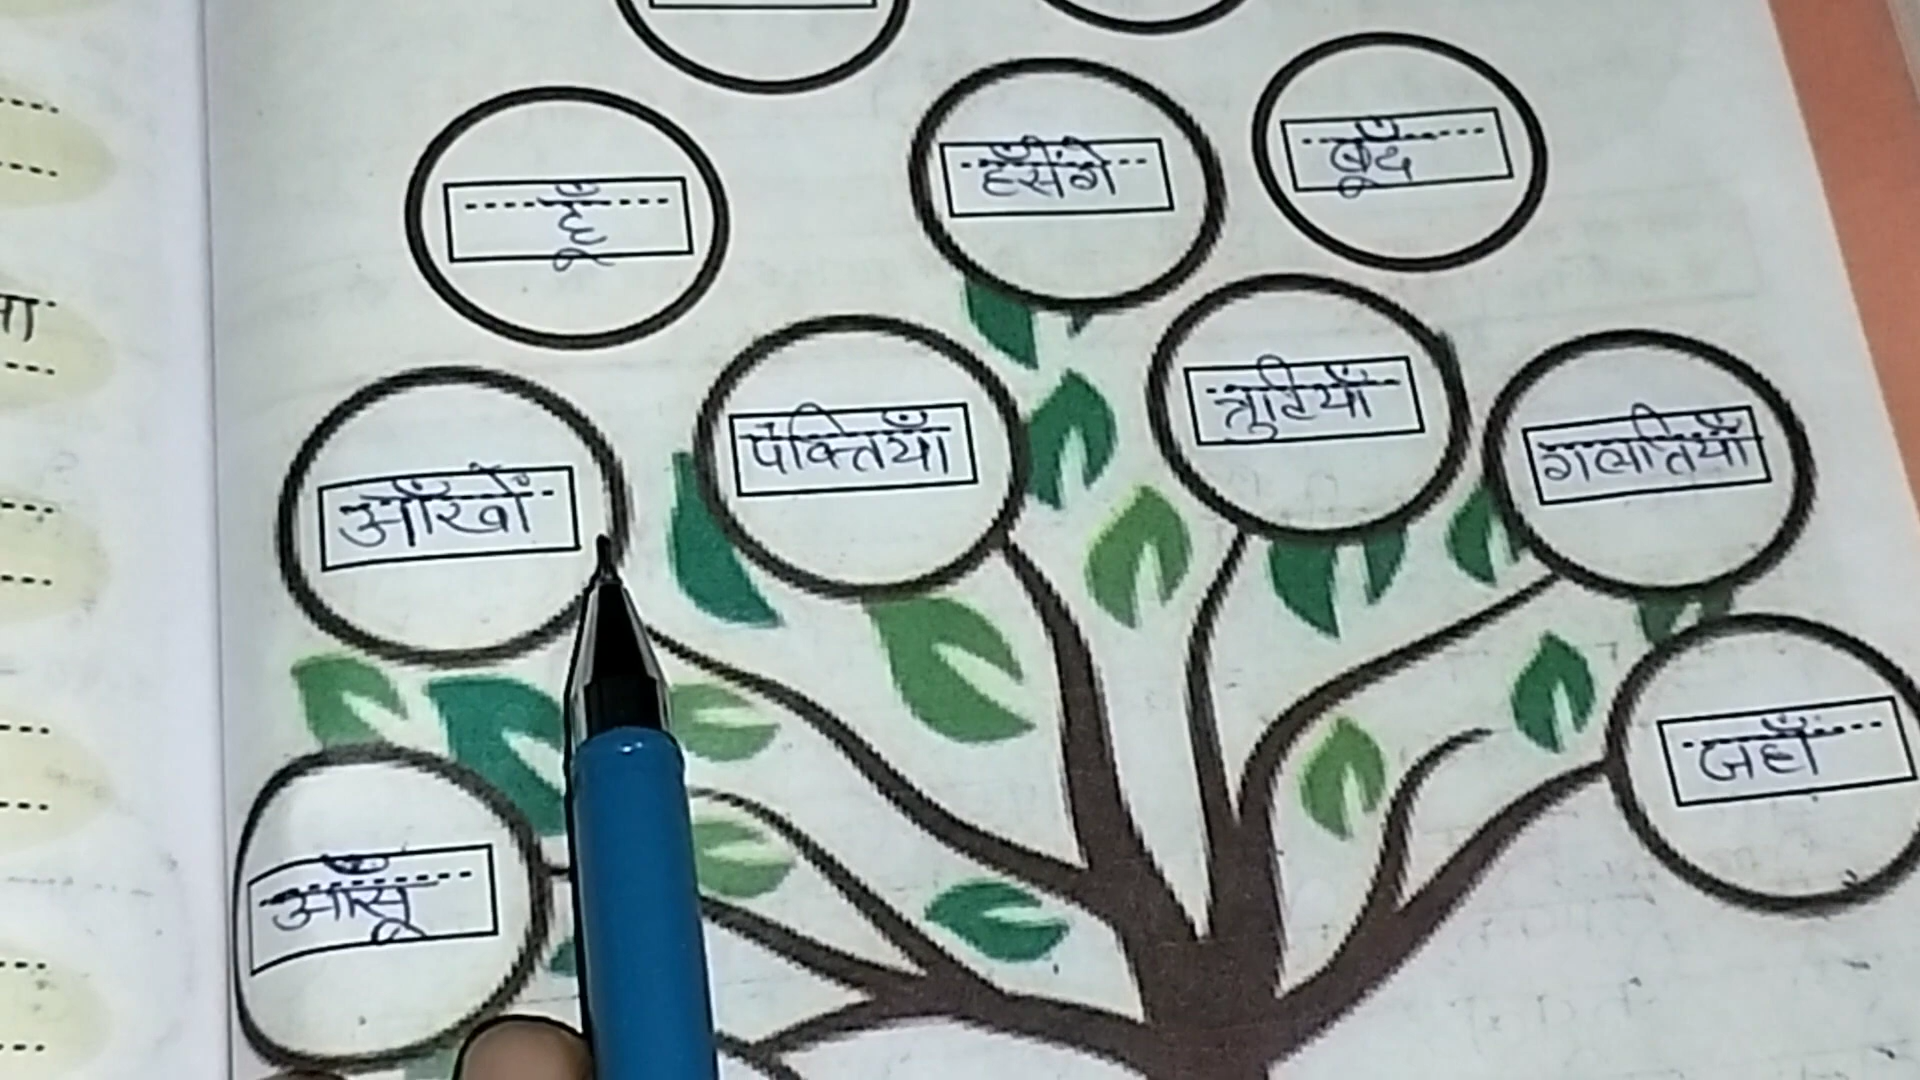 हूँ
हँसेंगे
बूँद
आँखों
पंक्तियाँ
त्रुटियाँ
गलतियाँ
जहाँ
आँसू